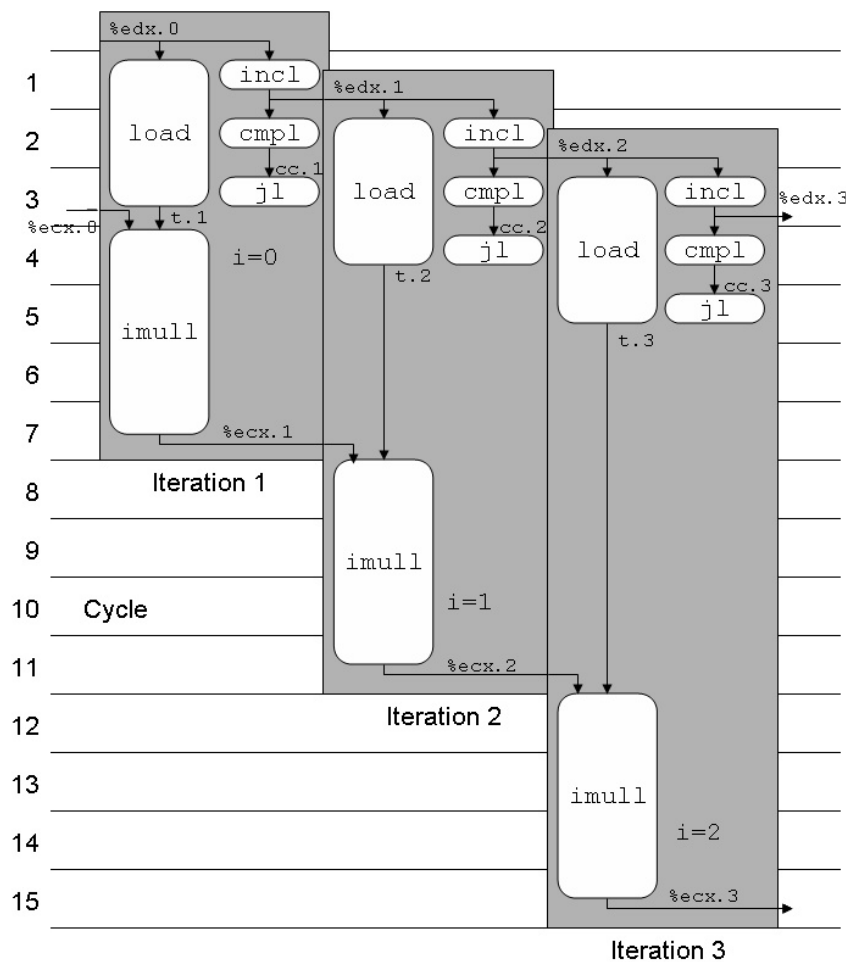 %edx.0
1
incl
%edx.1
2
load
cmpl
incl
%edx.2
cc.1
3
jl
load
cmpl
incl
%edx.3
%ecx.0
t.1
cc.2
4
i=0
jl
load
cmpl
t.2
cc.3
5
imull
jl
t.3
6
7
%ecx.1
8
Iteration 1
9
imull
10
Cycle
i=1
11
%ecx.2
12
Iteration 2
13
imull
14
i=2
15
%ecx.3
Iteration 3